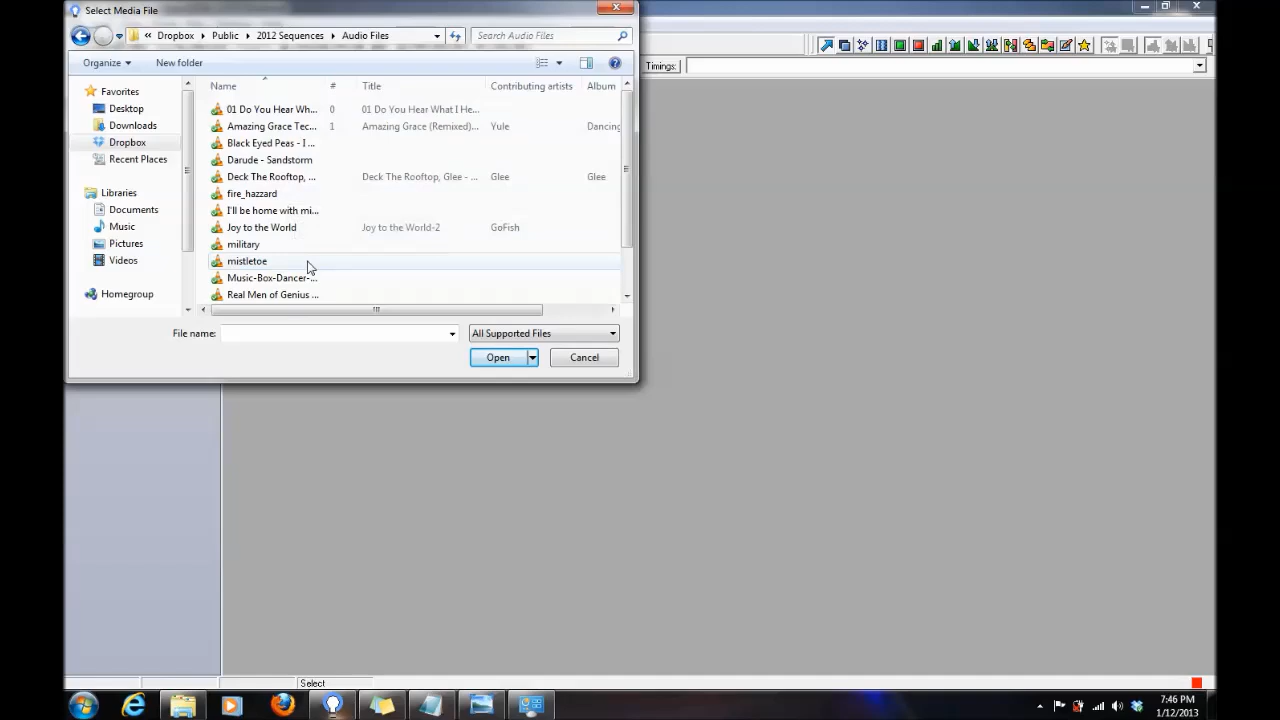 Select Media File
« Dropbox Public 2012 Sequences Audio Files
Search Audio Files
Organize New folder
Timings:
Favorites
Desktop
Downloads
Dropbox
Recent Places
Libraries
Documents
Music
Pictures
Videos
Homegroup
Name # Title Contributing artists Album
01 Do You Hear Wh... 0 01 Do You Hear What I He...
Amazing Grace Tec... 1 Amazing Grace (Remixed)... Yule Dancing
Black Eyed Peas - I ...
Darude - Sandstorm
Deck The Rooftop, ... Deck The Rooftop, Glee - ... Glee Glee
fire_hazzard
I'll be home with mi...
Joy to the World Joy to the World-2 GoFish
military
mistletoe
Music-Box-Dancer-...
Real Men of Genius ...
File name: All Supported Files
Open Cancel
Select
7:46 PM
1/12/2013